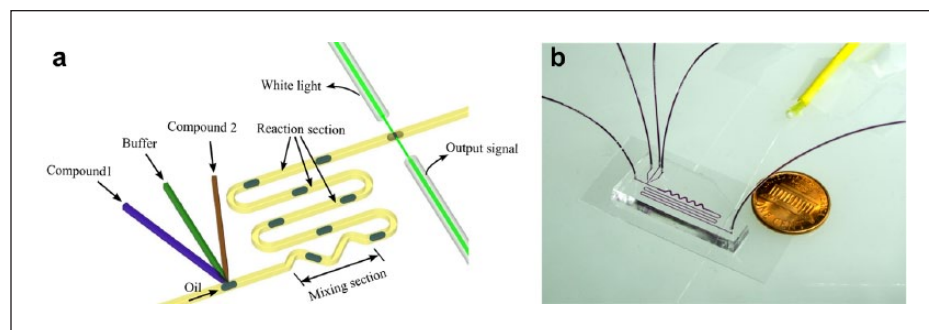 a
White light
Compound 2
Reaction section
Buffer
Output signal
Compound1
Oil
Mixing section
b